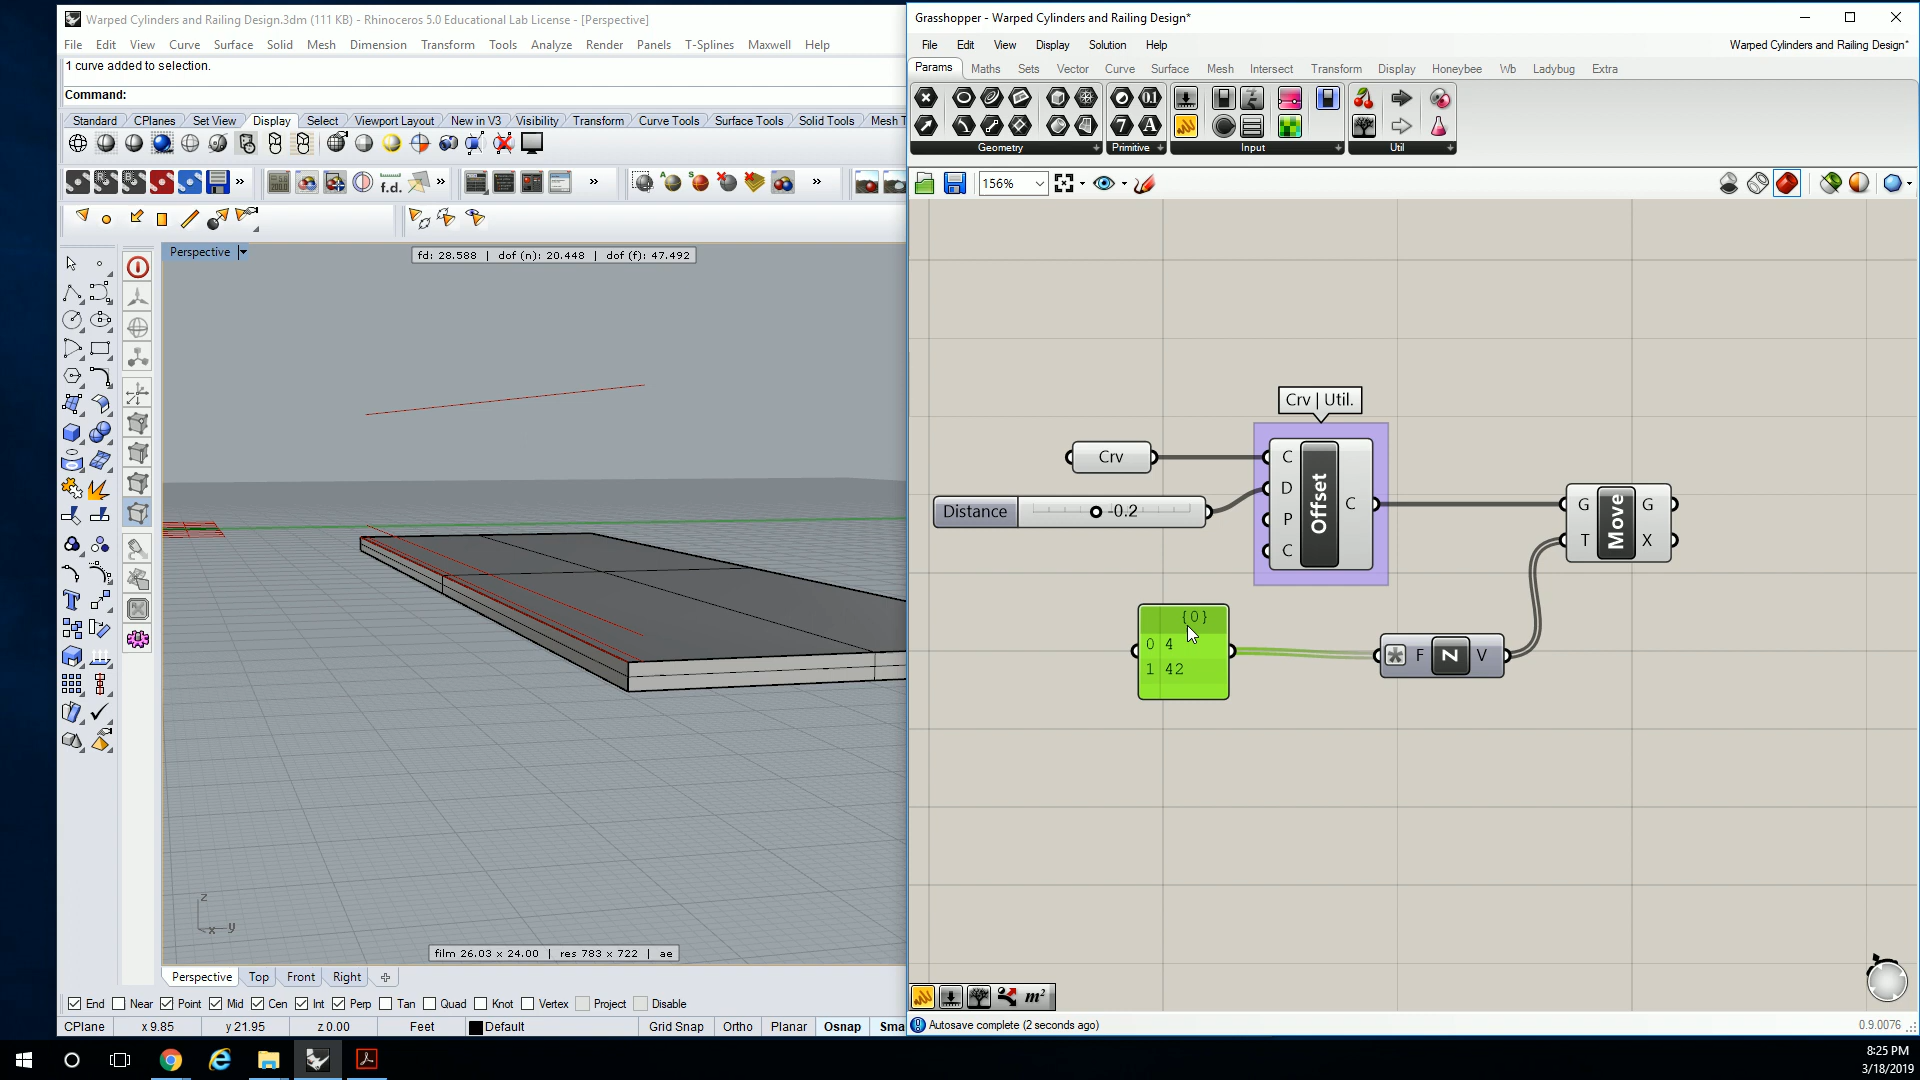 Warped Cylinders and Railing Design.3dm (111 KB) - Rhinoceros 5.0 Educational Lab License - [Perspective]
File Edit View Curve Surface Solid Mesh Dimension Transform Tools Analyze Render Panels T-Splines Maxwell Help
1 curve added to selection.
Command:
Standard CPlanes Set View Display Select Viewport Layout New in V3 Visibility Transform Curve Tools Surface Tools Solid Tools Mesh T
f.d.
Perspective
fd: 28.588 | dof (n): 20.448 | dof (f): 47.492
z
x y
film 26.03 x 24.00 | res 783 x 722 | ae
Perspective Top Front Right
End Near Point Mid Cen Int Perp Tan Quad Knot Vertex Project Disable
CPlane x 9.85 y 21.95 z 0.00 Feet Default Grid Snap Ortho Planar Osnap Sma
Grasshopper - Warped Cylinders and Railing Design*
File Edit View Display Solution Help
Warped Cylinders and Railing Design*
Params Maths Sets Vector Curve Surface Mesh Intersect Transform Display Honeybee Wb Ladybug Extra
Geometry Primitive Input Util
156%
Crv | Util.
Crv
Distance -0.2
C
D
P
C
Offset
C
{0}
0 4
1 42
F Z V
G
T
Move
G
X
m²
Autosave complete (2 seconds ago)
0.9.0076
8:25 PM
3/18/2019